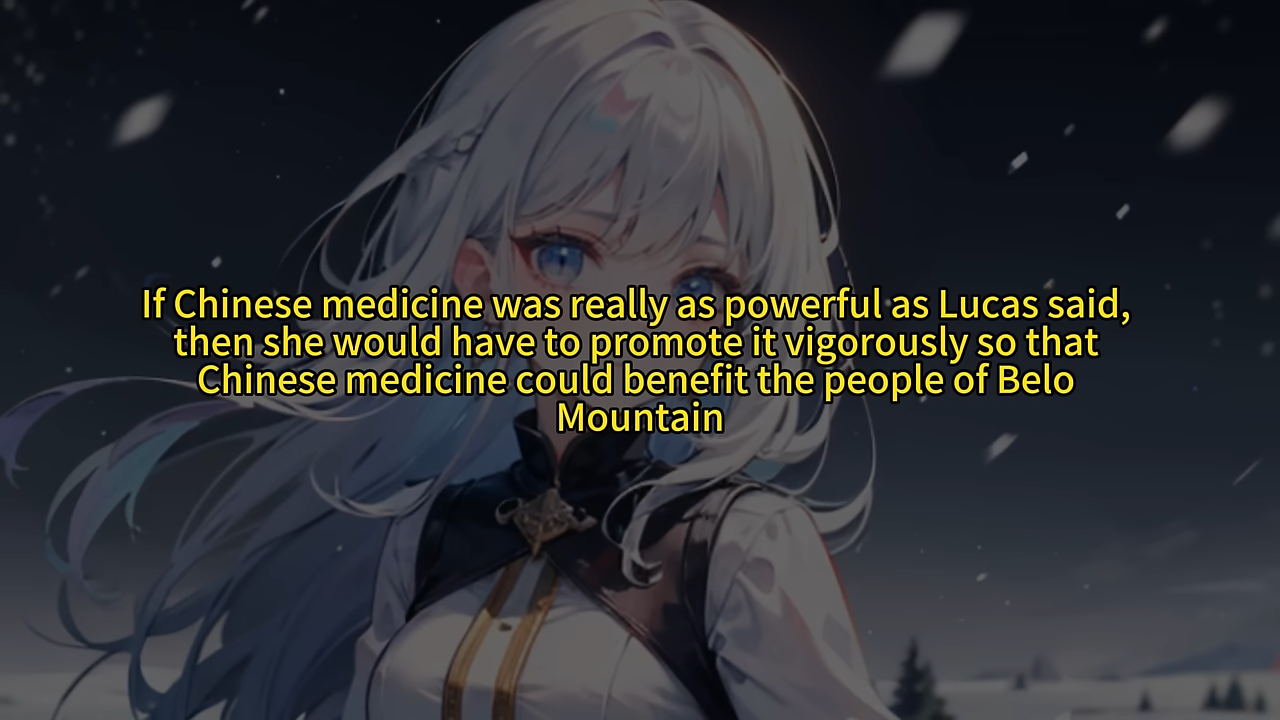 If Chinese medicine was really as powerful as Lucas said,
then she would have to promote it vigorously so that
Chinese medicine could benefit the people of Belo
Mountain